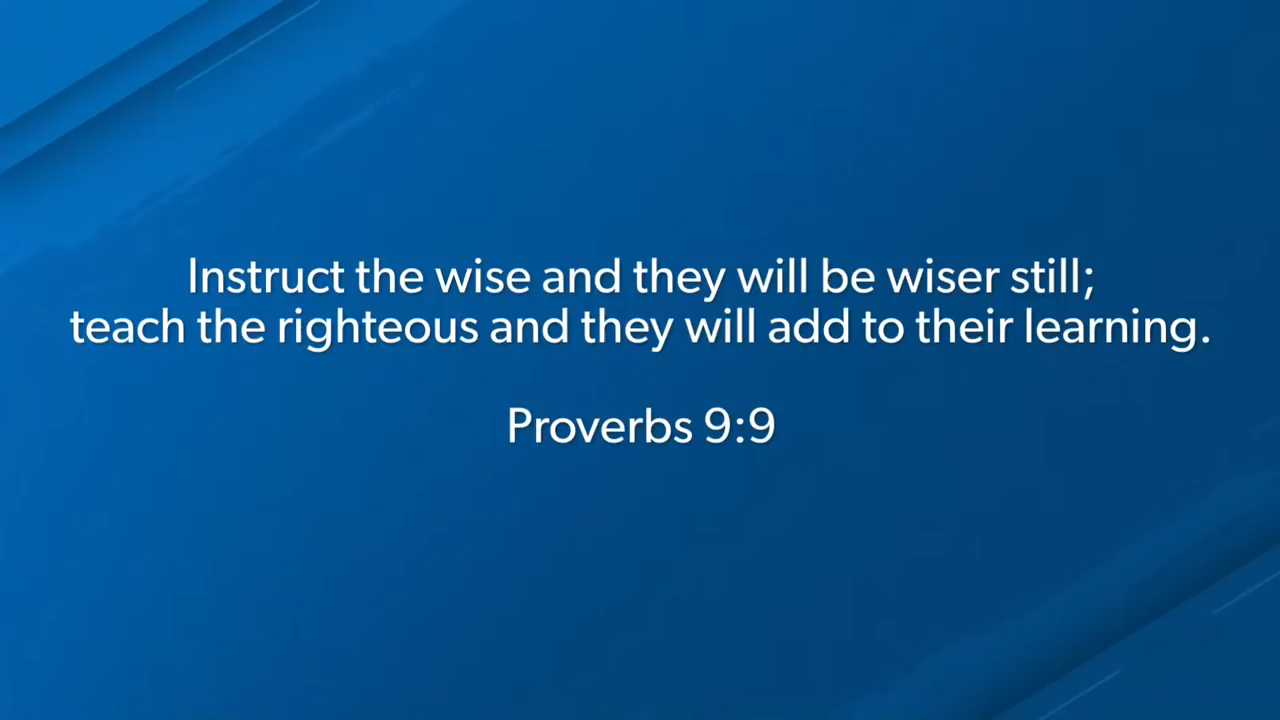 Instruct the wise and they will be wiser still;
teach the righteous and they will add to their learning.
Proverbs 9:9